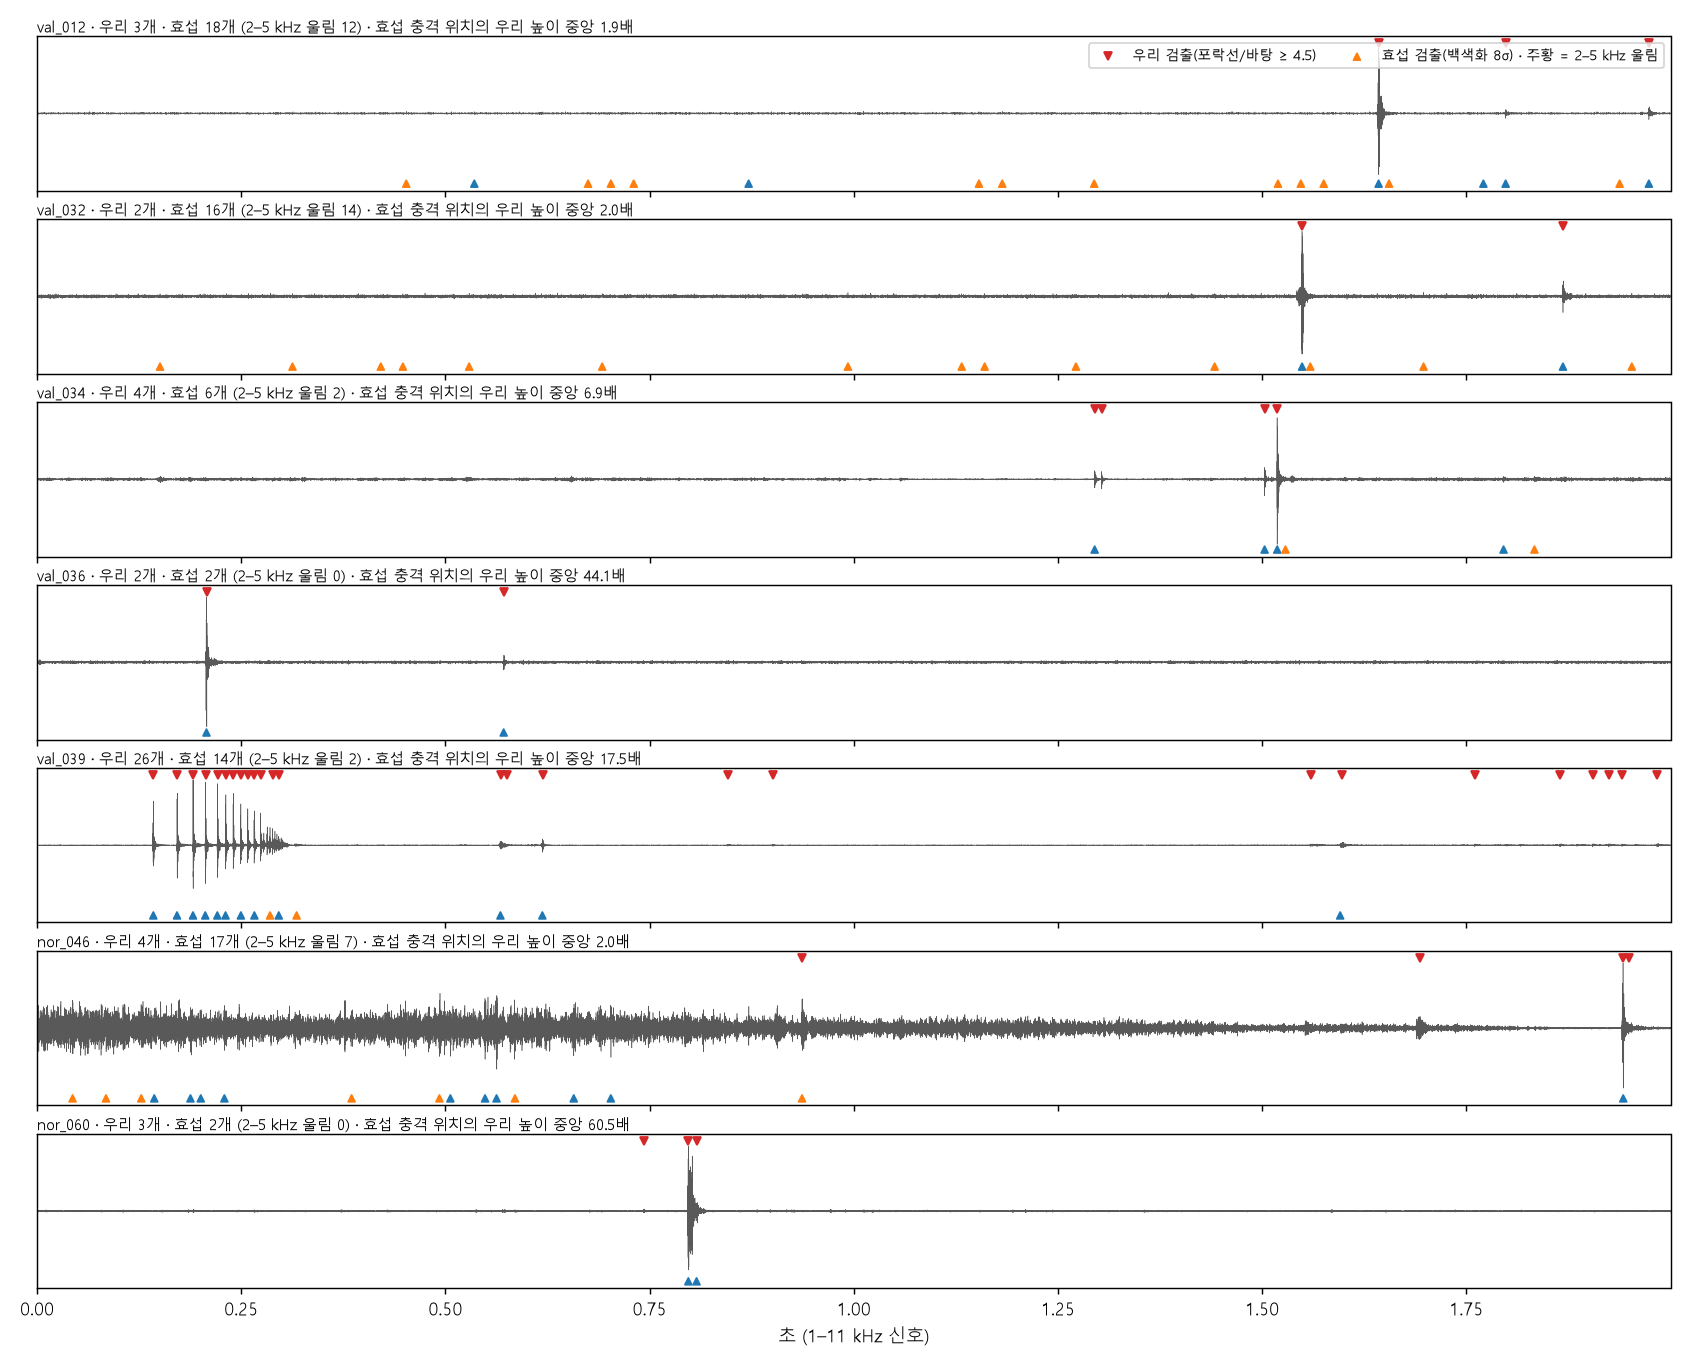 val_012 · 우리 3개 · 효섭 18개 (2–5 kHz 울림 12) · 효섭 충격 위치의 우리 높이 중앙 1.9배
우리 검출(포락선/바탕 ≥ 4.5)
효섭 검출(백색화 8σ) · 주황 = 2–5 kHz 울림
val_032 · 우리 2개 · 효섭 16개 (2–5 kHz 울림 14) · 효섭 충격 위치의 우리 높이 중앙 2.0배
val_034 · 우리 4개 · 효섭 6개 (2–5 kHz 울림 2) · 효섭 충격 위치의 우리 높이 중앙 6.9배
val_036 · 우리 2개 · 효섭 2개 (2–5 kHz 울림 0) · 효섭 충격 위치의 우리 높이 중앙 44.1배
val_039 · 우리 26개 · 효섭 14개 (2–5 kHz 울림 2) · 효섭 충격 위치의 우리 높이 중앙 17.5배
nor_046 · 우리 4개 · 효섭 17개 (2–5 kHz 울림 7) · 효섭 충격 위치의 우리 높이 중앙 2.0배
nor_060 · 우리 3개 · 효섭 2개 (2–5 kHz 울림 0) · 효섭 충격 위치의 우리 높이 중앙 60.5배
0.00 0.25 0.50 0.75 1.00 1.25 1.50 1.75
초 (1–11 kHz 신호)